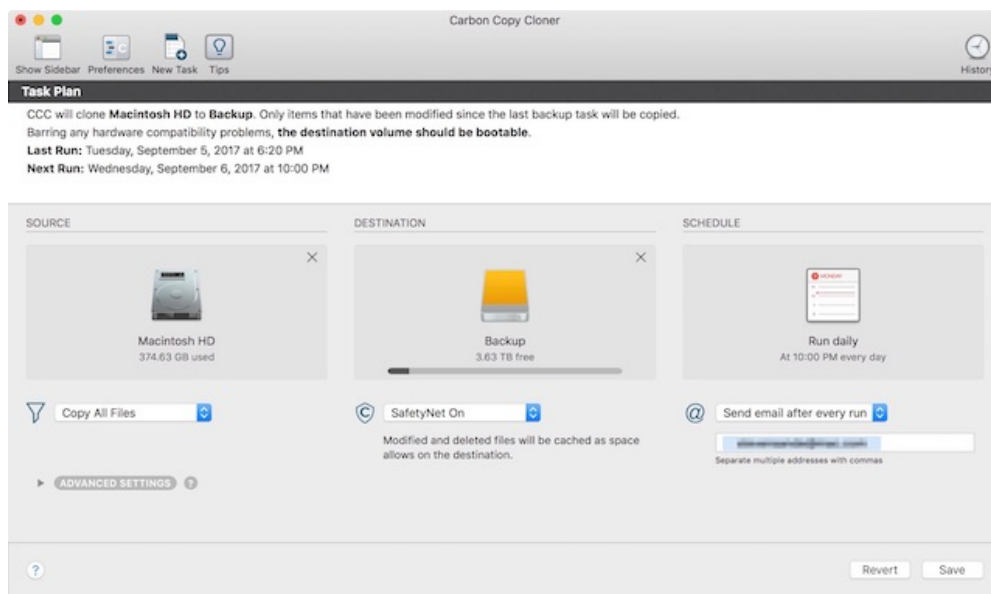 Carbon Copy Cloner
Show Sidebar Preferences New Task Tips
History
Task Plan
CCC will clone Macintosh HD to Backup. Only items that have been modified since the last backup task will be copied.
Barring any hardware compatibility problems, the destination volume should be bootable.
Last Run: Tuesday, September 5, 2017 at 6:20 PM
Next Run: Wednesday, September 6, 2017 at 10:00 PM
SOURCE
Macintosh HD
374.63 GB used
Copy All Files
ADVANCED SETTINGS ?
DESTINATION
Backup
3.63 TB free
SafetyNet On
Modified and deleted files will be cached as space
allows on the destination.
SCHEDULE
MONDAY
Run daily
At 10:00 PM every day
@ Send email after every run
Separate multiple addresses with commas
?
Revert Save